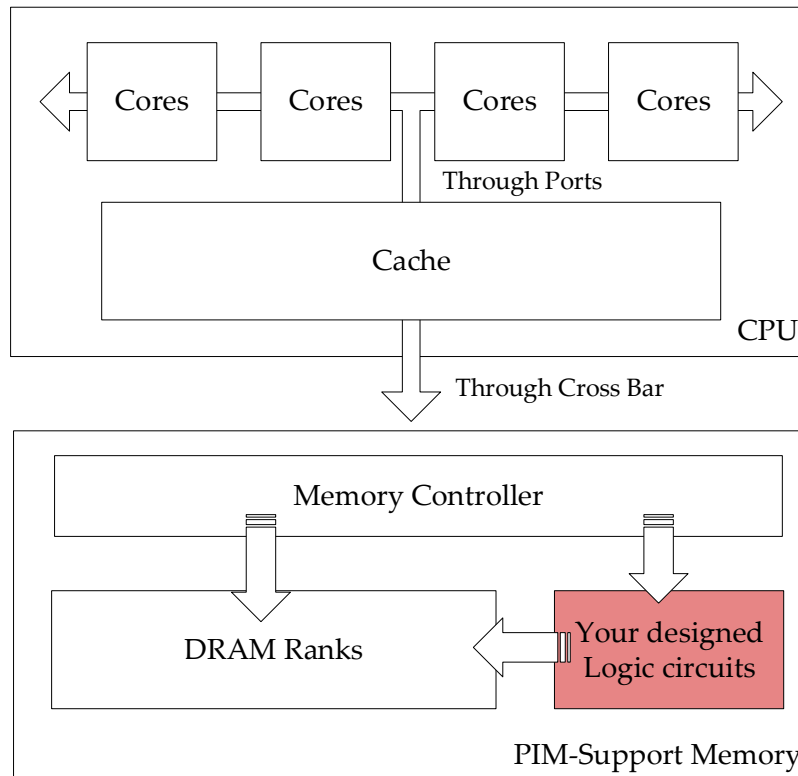 Cores
Cores
Cores
Cores
Through Ports
Cache
CPU
Through Cross Bar
Memory Controller
DRAM Ranks
Your designed
Logic circuits
PIM-Support Memory